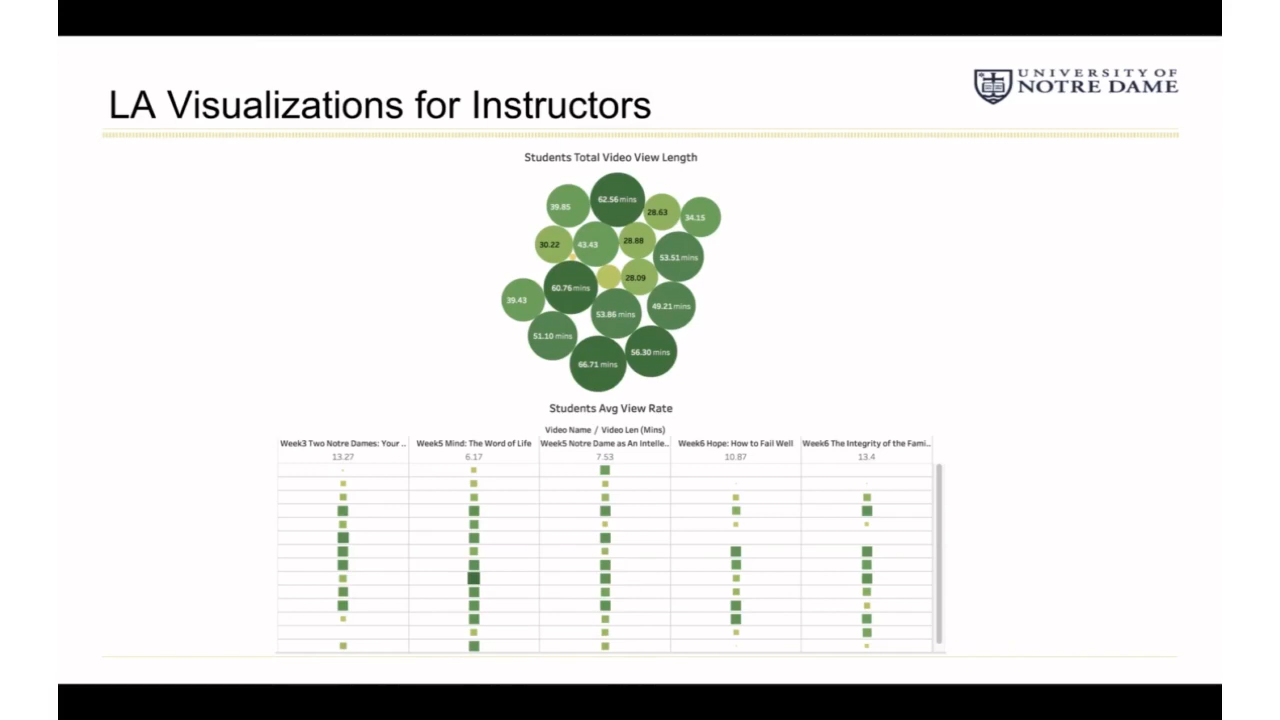 UNIVERSITY OF
NOTRE DAME
LA Visualizations for Instructors
Students Total Video View Length
62.56 mins
39.85
28.63
34.15
30.22
43.43
28.88
53.51 mins
28.09
60.76 mins
39.43
53.86 mins
49.21 mins
51.10 mins
56.30 mins
66.71 mins
Students Avg View Rate
Video Name / Video Len (Mins)
Week3 Two Notre Dames: Your .. Week5 Mind: The Word of Life Week5 Notre Dame as An Intelle.. Week6 Hope: How to Fail Well Week6 The Integrity of the Fami..
13.27 6.17 7.53 10.87 13.4